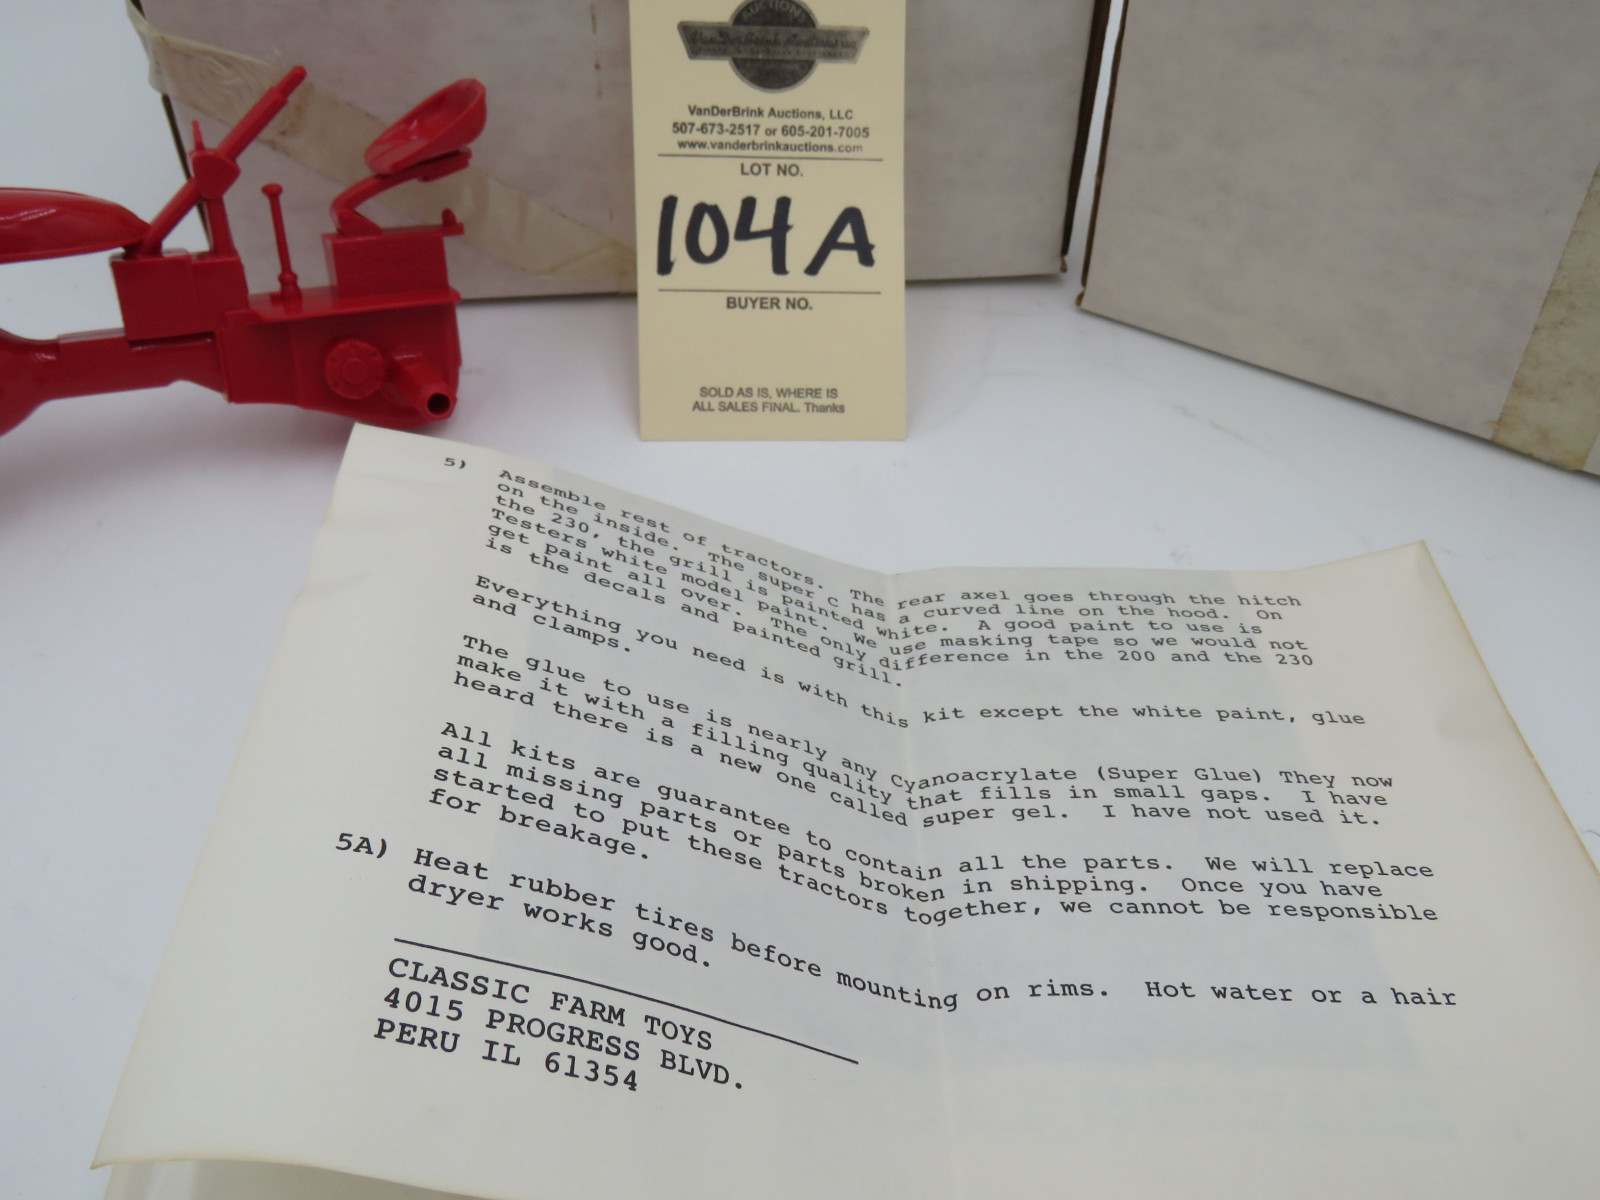 AUCTIONS
VanDerBrink Auctions LLC
VanDerBrink Auctions, LLC
507-673-2517 or 605-201-7005
www.vanderbrinkauctions.com
LOT NO.
104A
BUYER NO.
SOLD AS IS, WHERE IS
ALL SALES FINAL. Thanks
5) Assemble rest of tractors. The rear axel goes through the hitch
on the inside. The super C has a curved line on the hood. On
the 230, the grill is painted white. A good paint to use is
Testers white model paint. We use masking tape so we would not
get paint all over. The only difference in the 200 and the 230
is the decals and painted grill.
Everything you need is with this kit except the white paint, glue
and clamps.
The glue to use is nearly any Cyanoacrylate (Super Glue) They now
make it with a filling quality that fills in small gaps. I have
heard there is a new one called super gel. I have not used it.
All kits are guarantee to contain all the parts. We will replace
all missing parts or parts broken in shipping. Once you have
started to put these tractors together, we cannot be responsible
for breakage.
5A) Heat rubber tires before mounting on rims. Hot water or a hair
dryer works good.
CLASSIC FARM TOYS
4015 PROGRESS BLVD.
PERU IL 61354